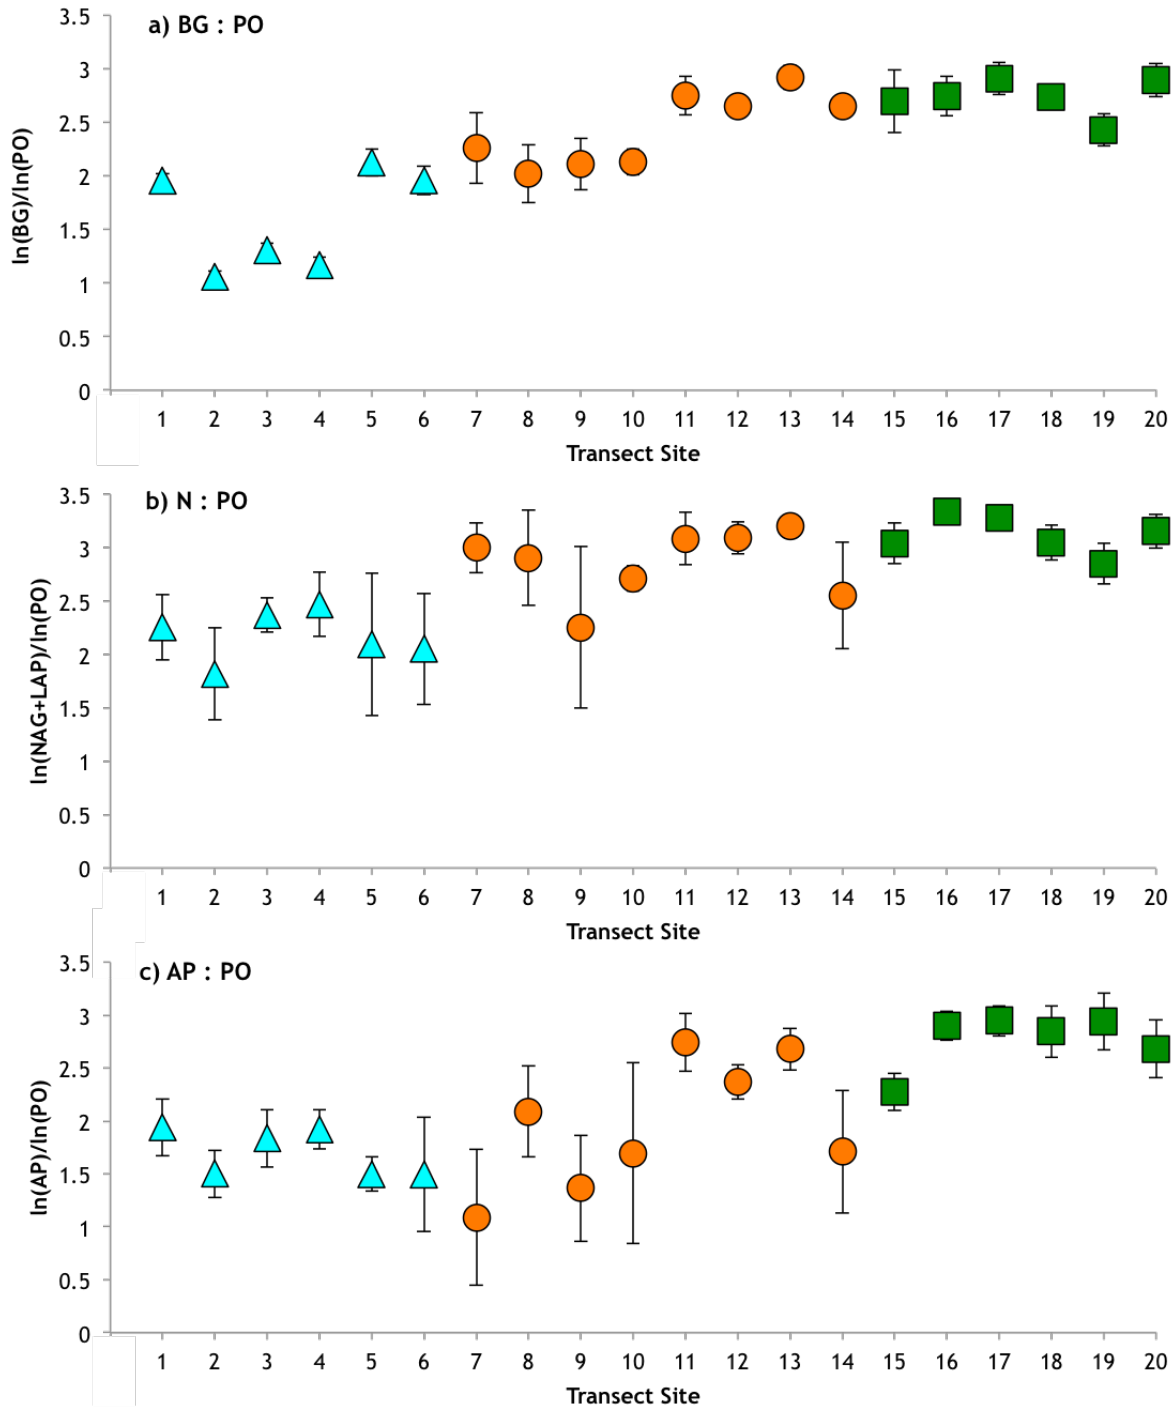 a) BG : PO
3.5
3
2.5
2
1.5
1
0.5
0
ln(BG)/ln(PO)
1 2 3 4 5 6 7 8 9 10 11 12 13 14 15 16 17 18 19 20
Transect Site
b) N : PO
3.5
3
2.5
2
1.5
1
0.5
0
ln(NAG+LAP)/ln(PO)
1 2 3 4 5 6 7 8 9 10 11 12 13 14 15 16 17 18 19 20
Transect Site
c) AP : PO
3.5
3
2.5
2
1.5
1
0.5
0
ln(AP)/ln(PO)
1 2 3 4 5 6 7 8 9 10 11 12 13 14 15 16 17 18 19 20
Transect Site